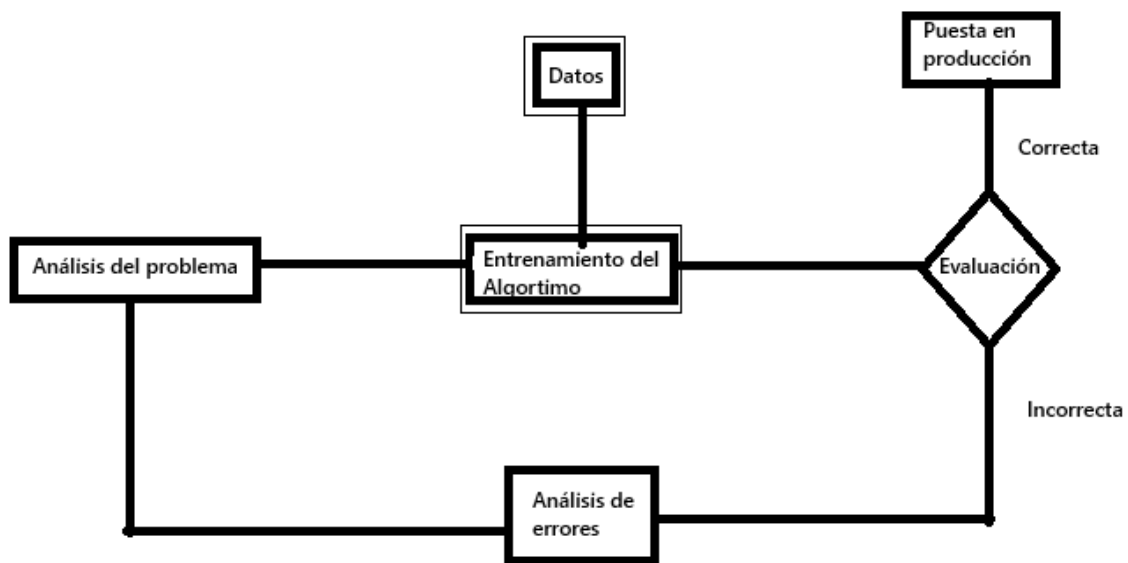 Puesta en
producción
Datos
Correcta
Análisis del problema
Entrenamiento del
Algortimo
Evaluación
Incorrecta
Análisis de
errores